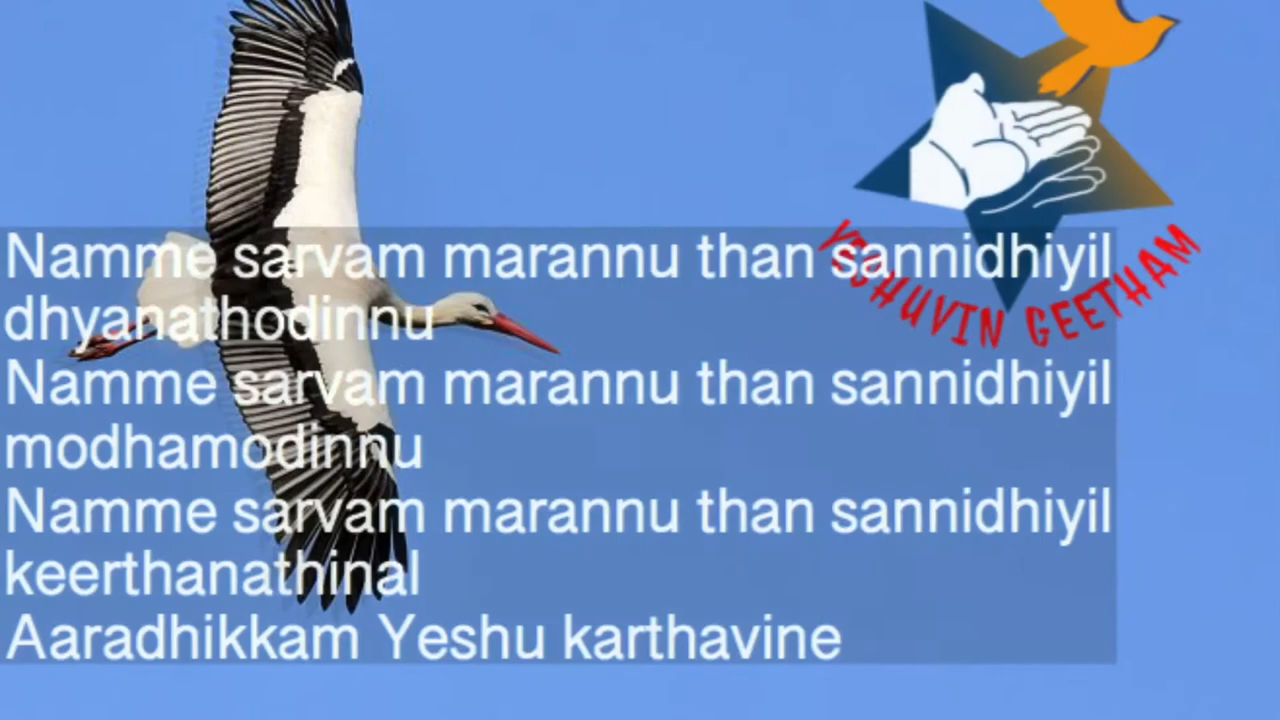 YESHUVIN GEETHAM
Namme sarvam marannu than sannidhiyil
dhyanathodinnu
Namme sarvam marannu than sannidhiyil
modhamodinnu
Namme sarvam marannu than sannidhiyil
keerthanathinal
Aaradhikkam Yeshu karthavine